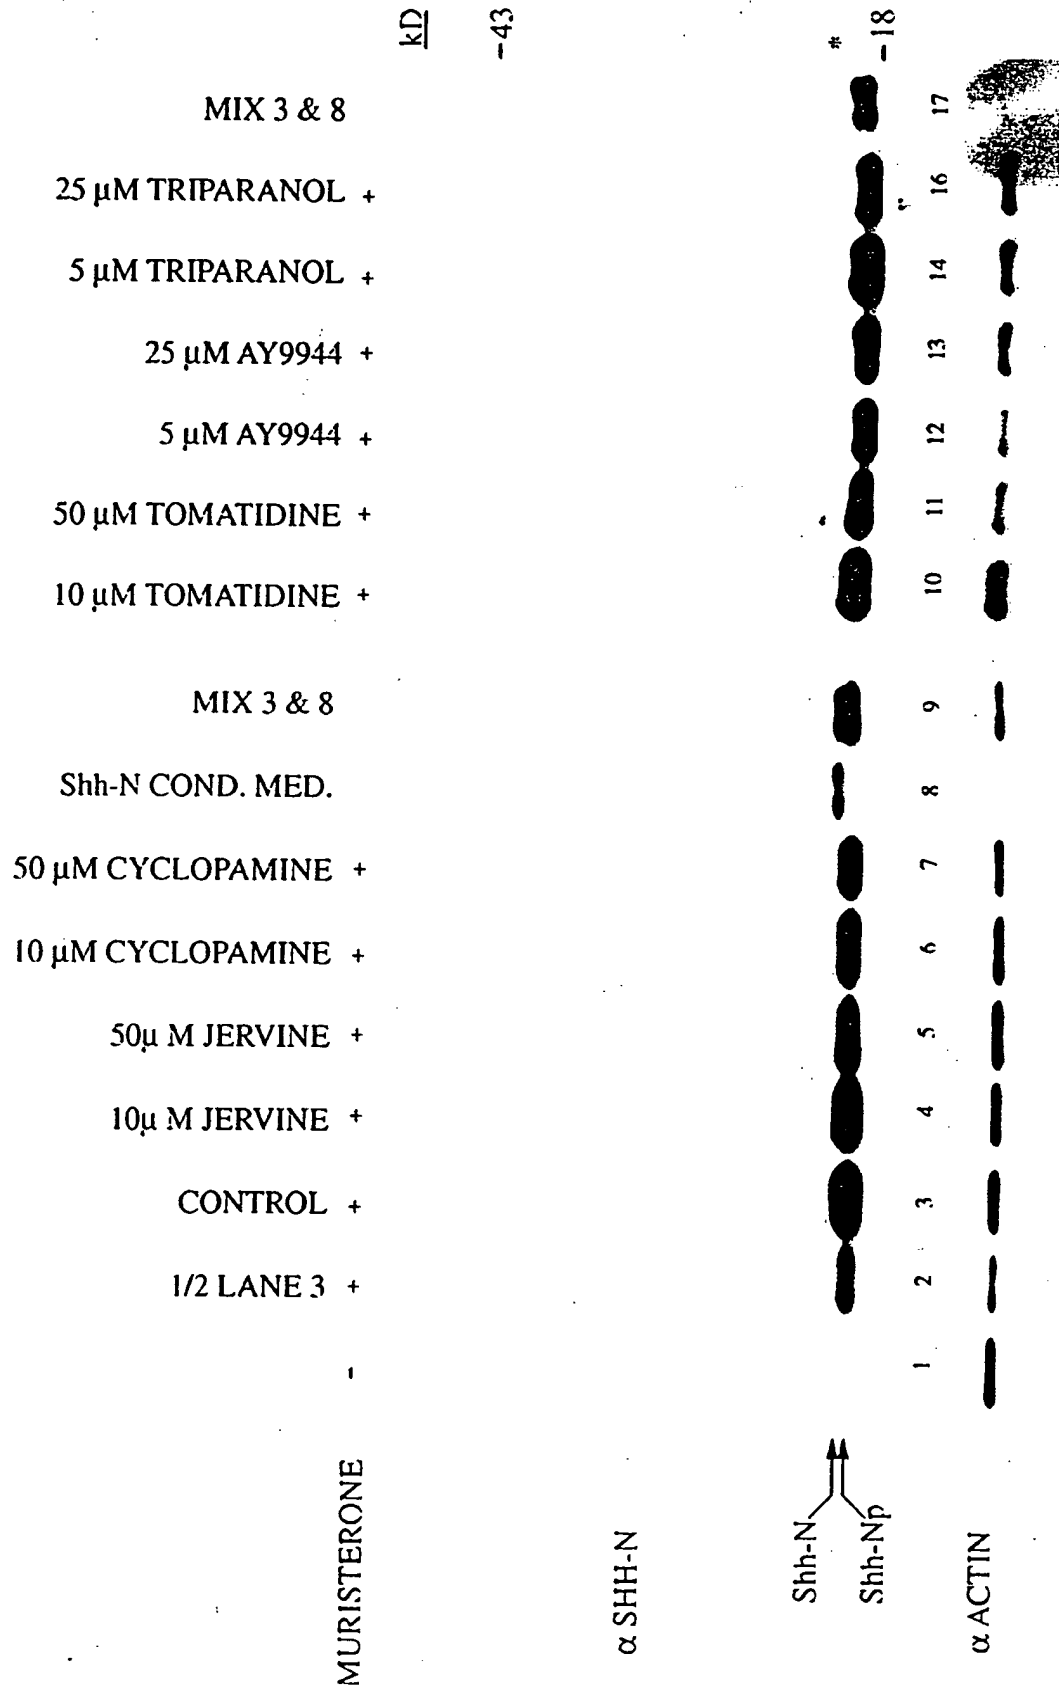 kD
-43
* -18
MIX 3 & 8
17
25 µM TRIPARANOL +
16
5 µM TRIPARANOL +
14
25 µM AY9944 +
13
5 µM AY9944 +
12
50 µM TOMATIDINE +
11
10 µM TOMATIDINE +
10
MIX 3 & 8
9
Shh-N COND. MED.
8
50 µM CYCLOPAMINE +
7
10 µM CYCLOPAMINE +
6
50µ M JERVINE +
5
10µ M JERVINE +
4
CONTROL +
3
1/2 LANE 3 +
2
-
1
MURISTERONE
α SHH-N
Shh-N
Shh-Np
α ACTIN